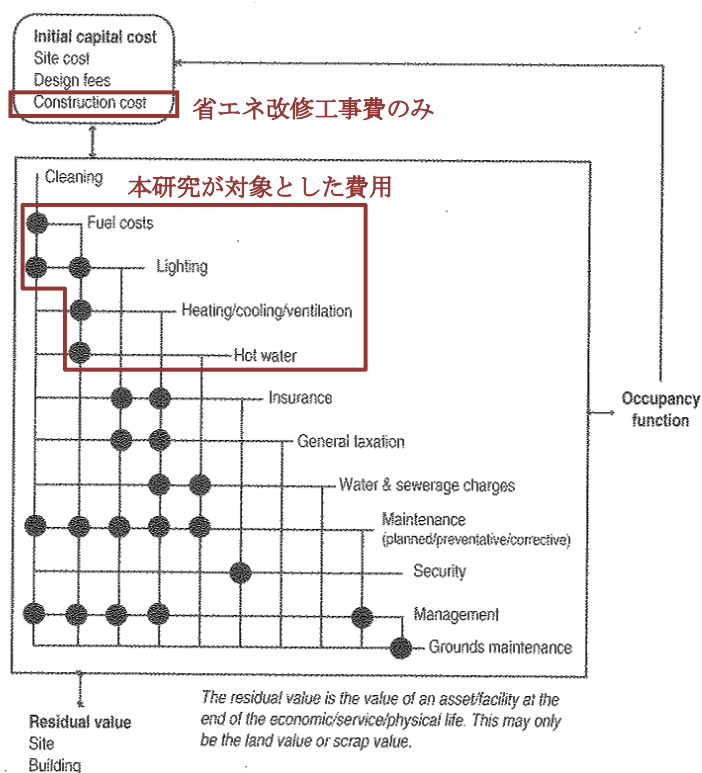 Initial capital cost
Site cost
Design fees
Construction cost
省エネ改修工事費のみ
Cleaning
本研究が対象とした費用
Fuel costs
Lighting
Heating/cooling/ventilation
Hot water
Insurance
Occupancy
function
General taxation
Water & sewerage charges
Maintenance
(planned/preventative/corrective)
Security
Management
Grounds maintenance
The residual value is the value of an asset/facility at the
end of the economic/service/physical life. This may only
be the land value or scrap value.
Residual value
Site
Building